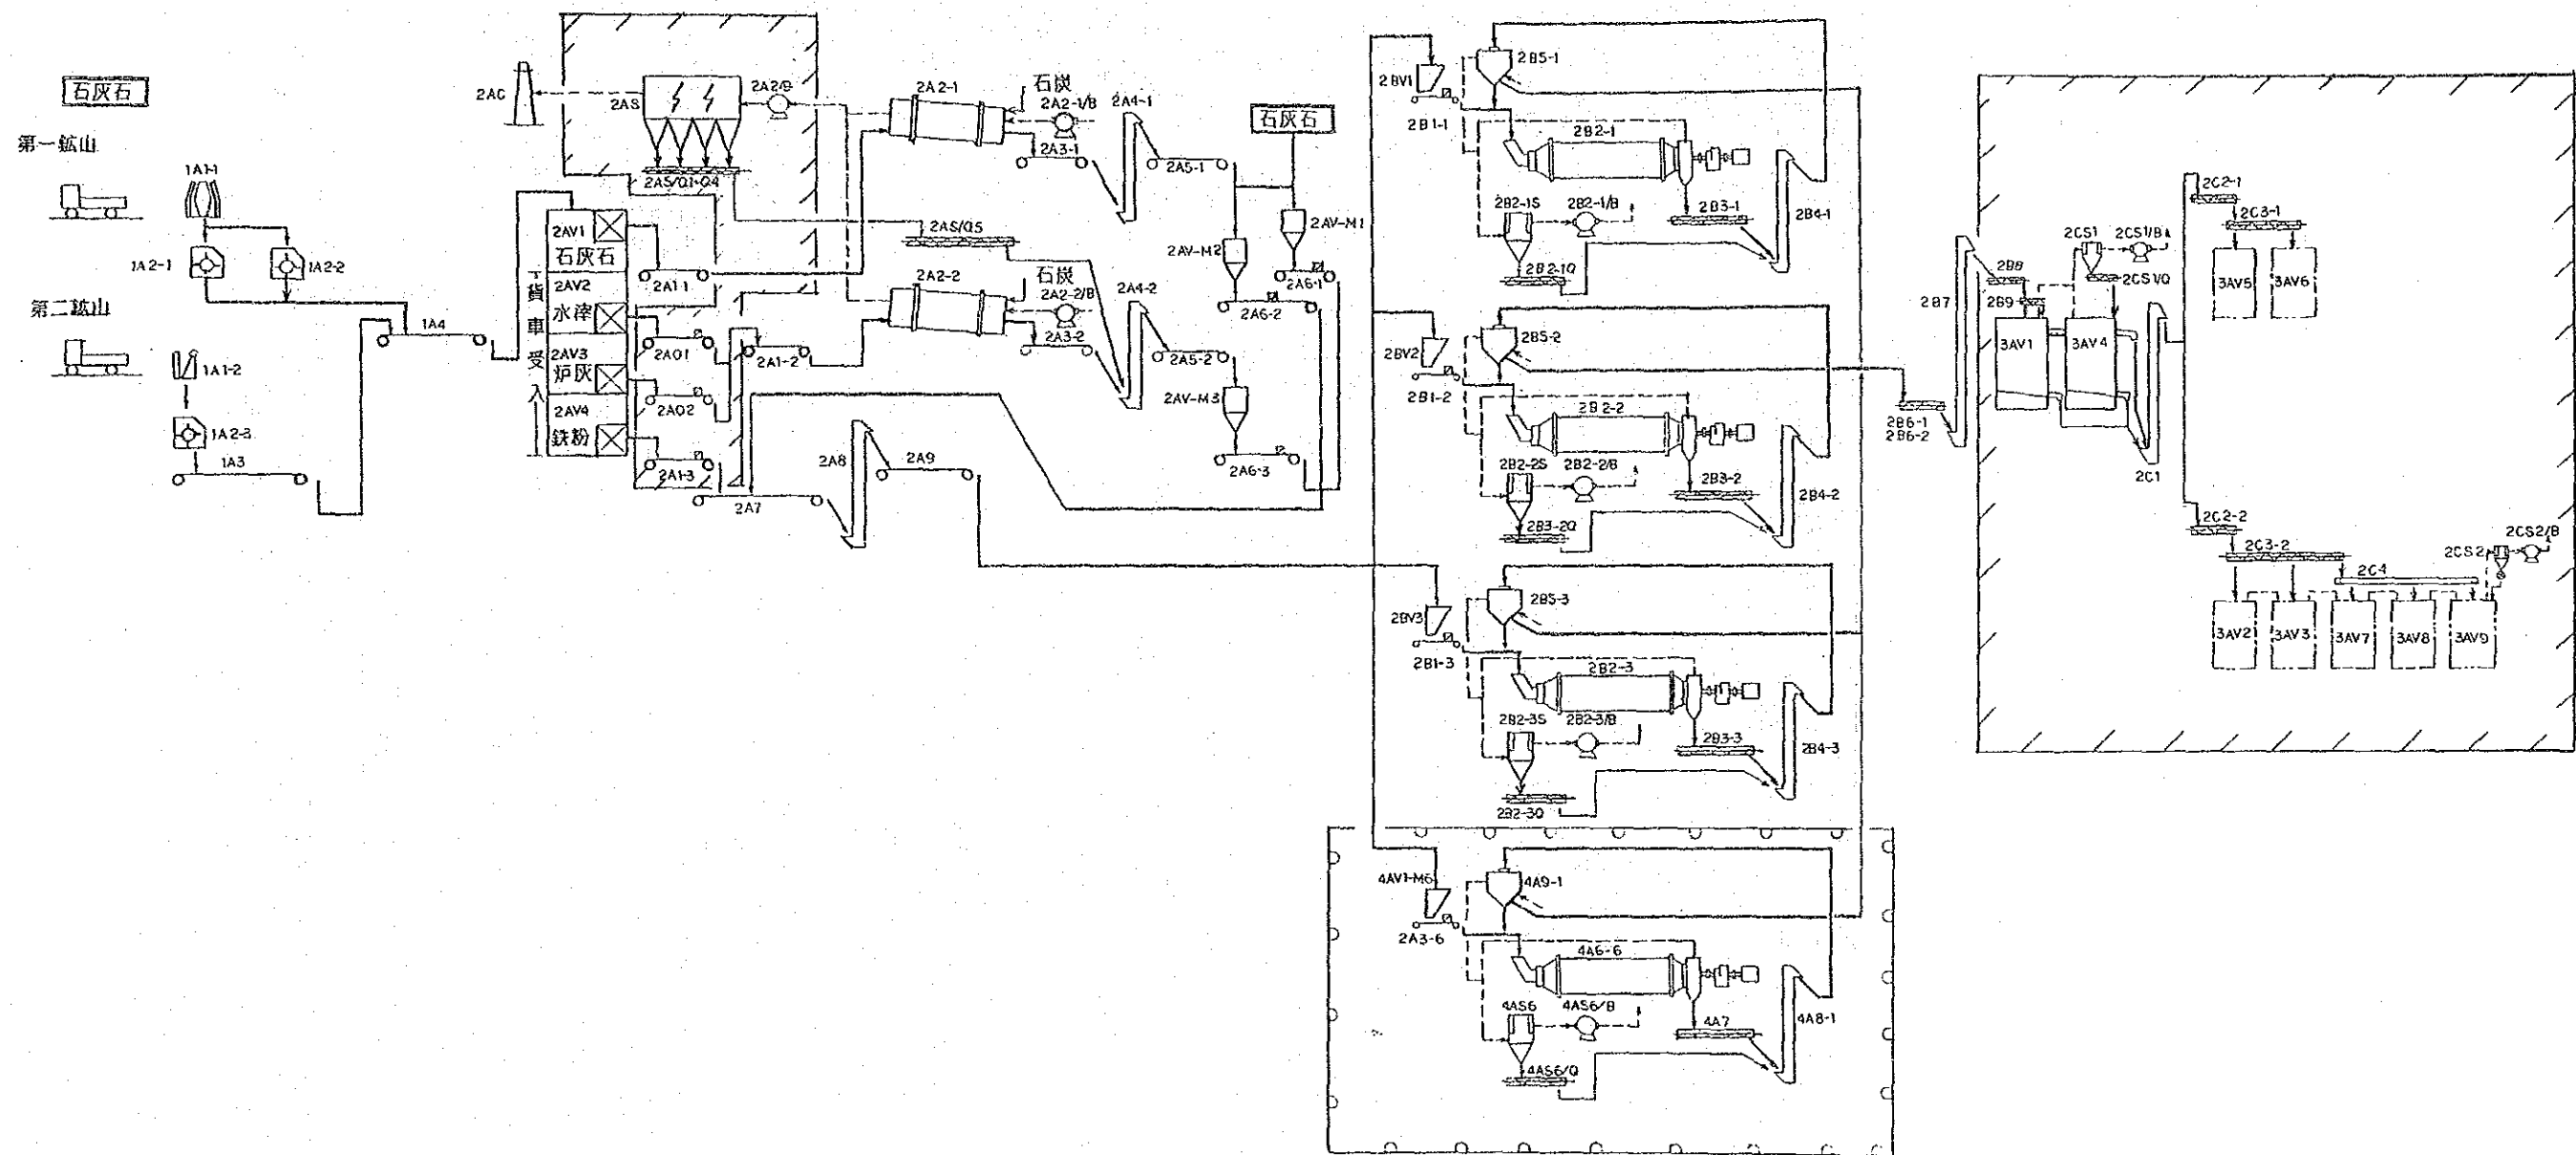 石灰石
第一鉱山
1A1-1
1A2-1
1A2-2
第二鉱山
1A1-2
1A2-3
1A3
1A4
2AC
2AS
2A2/9
2AS/Q1~Q4
2AV1
石灰石
2AV2
水滓
2AV3
炉灰
2AV4
鉄粉
貨車受入
2A1-1
2A01
2A02
2A1-3
2A1-2
2A2-1
石炭
2A2-1/B
2A3-1
2A4-1
2A5-1
2AS/Q5
2A2-2
石炭
2A2-2/B
2A3-2
2A4-2
2A5-2
石灰石
2AV-M1
2AV-M2
2A6-1
2A6-2
2AV-M3
2A6-3
2A7
2A8
2A9
2BV1
2B1-1
2B5-1
2B2-1
2B2-1S
2B2-1/B
2B3-1
2B2-1Q
2B4-1
2BV2
2B1-2
2B5-2
2B2-2
2B2-2S
2B2-2/B
2B3-2
2B3-2Q
2B4-2
2BV3
2B1-3
2B5-3
2B2-3
2B2-3S
2B2-3/B
2B3-3
2B2-3Q
2B4-3
4AV1-M6
2A3-6
4A9-1
4A6-6
4AS6
4AS6/B
4A7
4AS6/Q
4A8-1
2B6-1
2B6-2
2B7
2B8
2B9
3AV1
3AV4
2CS1
2CS1/B
2CS1/Q
2C1
2C2-1
2C3-1
3AV5
3AV6
2C2-2
2C3-2
2C4
2CS2
2CS2/B
3AV2
3AV3
3AV7
3AV8
3AV9